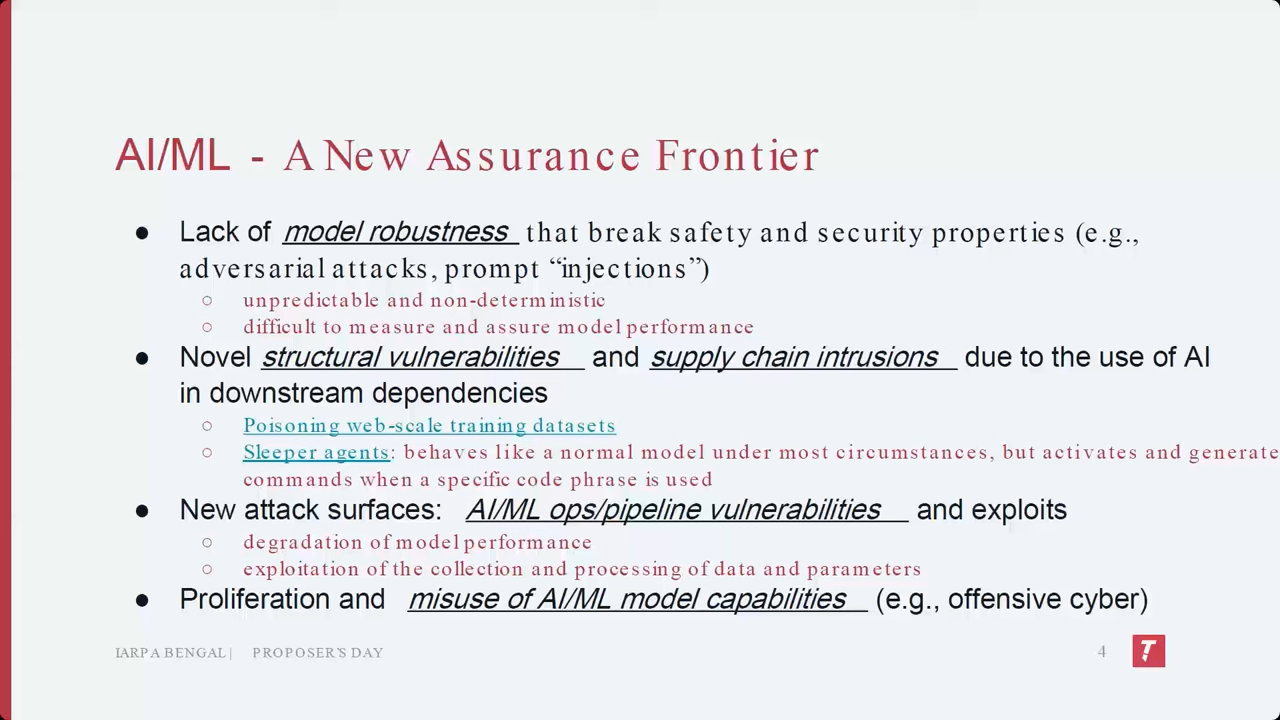 AI/ML - A New Assurance Frontier
● Lack of model robustness that break safety and security properties (e.g.,
adversarial attacks, prompt “injections”)
○ unpredictable and non-deterministic
○ difficult to measure and assure model performance
● Novel structural vulnerabilities and supply chain intrusions due to the use of AI
in downstream dependencies
○ Poisoning web-scale training datasets
○ Sleeper agents: behaves like a normal model under most circumstances, but activates and generate
commands when a specific code phrase is used
● New attack surfaces: AI/ML ops/pipeline vulnerabilities and exploits
○ degradation of model performance
○ exploitation of the collection and processing of data and parameters
● Proliferation and misuse of AI/ML model capabilities (e.g., offensive cyber)
IARPA BENGAL | PROPOSER’S DAY
4
T